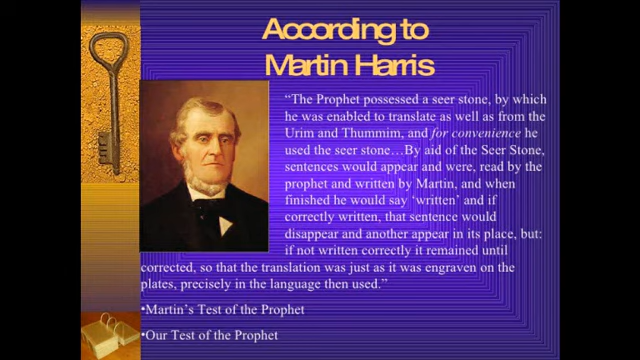 According to
Martin Harris
“The Prophet possessed a seer stone, by which
he was enabled to translate as well as from the
Urim and Thummim, and for convenience he
used the seer stone…By aid of the Seer Stone,
sentences would appear and were, read by the
prophet and written by Martin, and when
finished he would say ‘written’ and if
correctly written, that sentence would
disappear and another appear in its place, but:
if not written correctly it remained until
corrected, so that the translation was just as it was engraven on the
plates, precisely in the language then used.”
•Martin’s Test of the Prophet
•Our Test of the Prophet